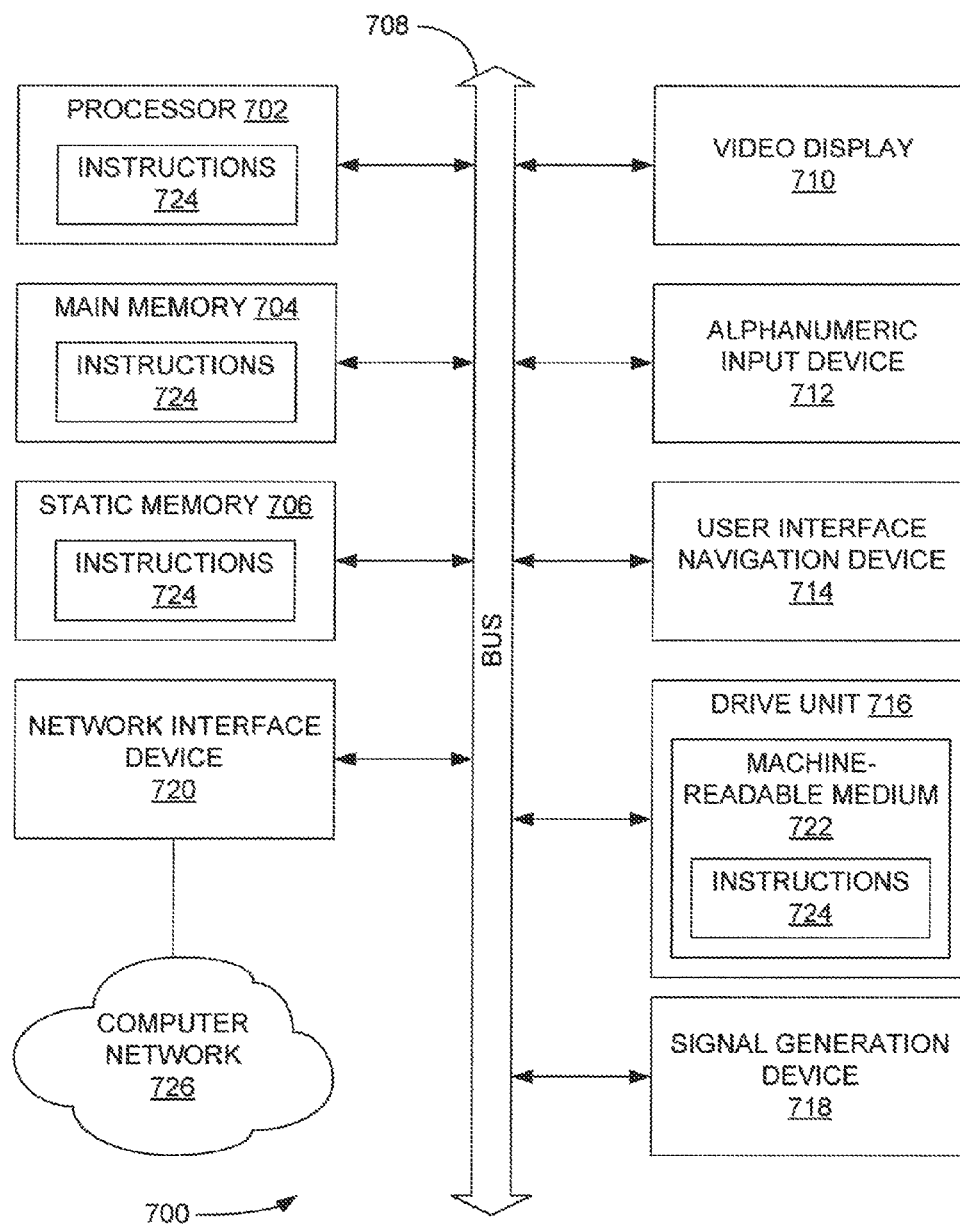 708
PROCESSOR 702
INSTRUCTIONS
724
MAIN MEMORY 704
INSTRUCTIONS
724
STATIC MEMORY 706
INSTRUCTIONS
724
NETWORK INTERFACE
DEVICE
720
COMPUTER
NETWORK
726
700
BUS
VIDEO DISPLAY
710
ALPHANUMERIC
INPUT DEVICE
712
USER INTERFACE
NAVIGATION DEVICE
714
DRIVE UNIT 716
MACHINE-
READABLE MEDIUM
722
INSTRUCTIONS
724
SIGNAL GENERATION
DEVICE
718